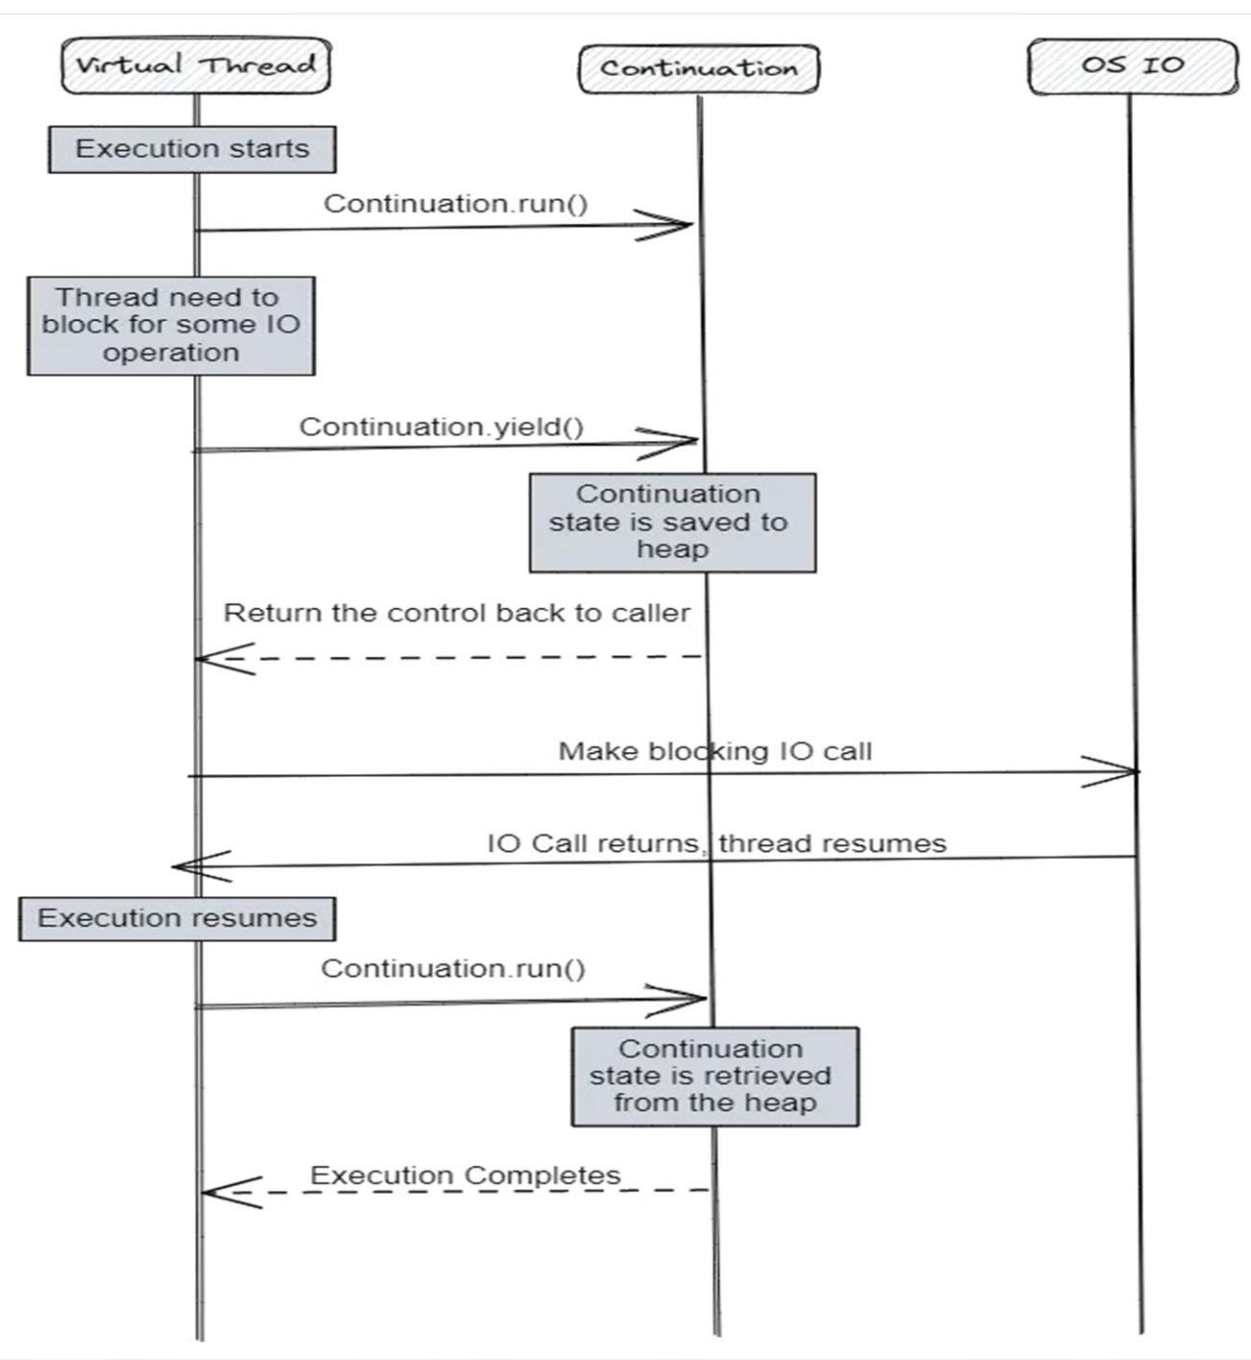 Virtual Thread
Continuation
OS IO
Execution starts
Continuation.run()
Thread need to
block for some IO
operation
Continuation.yield()
Continuation
state is saved to
heap
Return the control back to caller
Make blocking IO call
IO Call returns, thread resumes
Execution resumes
Continuation.run()
Continuation
state is retrieved
from the heap
Execution Completes